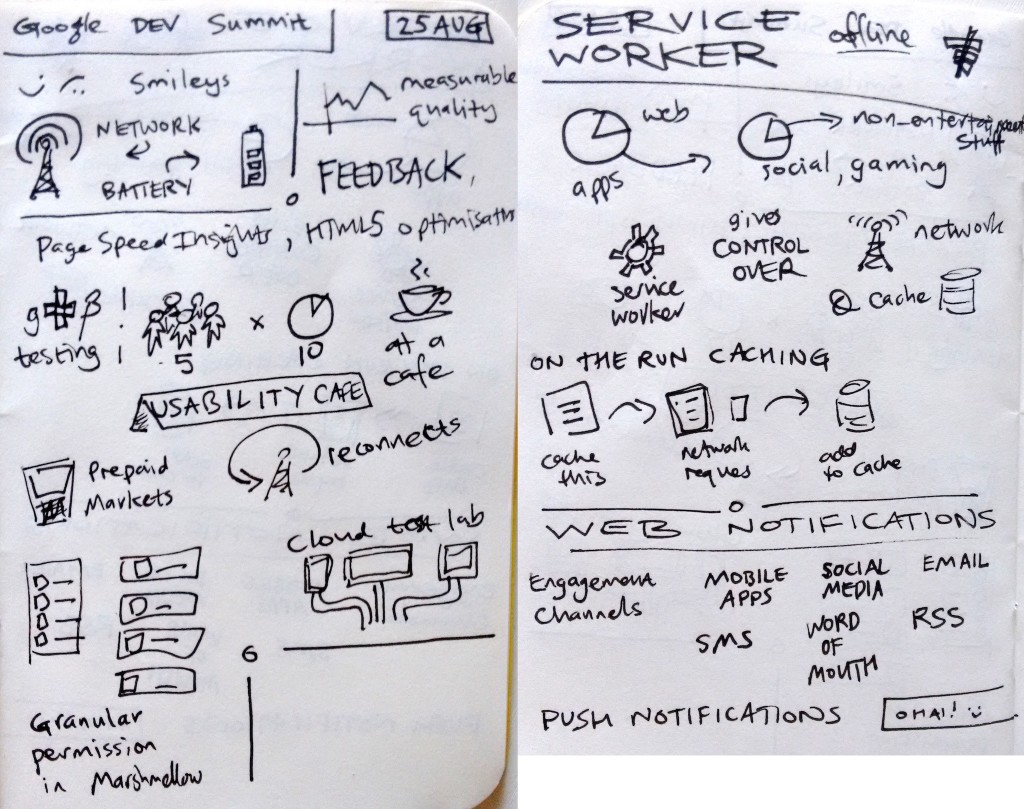 Google DEV Summit
25 AUG
Smileys
measurable
quality
NETWORK
BATTERY
FEEDBACK,
Page Speed Insights, HTML5 optimisatn
g β !
testing !
5
x
10
at a
cafe
USABILITY CAFE
reconnects
Prepaid
Markets
Cloud test lab
6
Granular
permission
in Marshmellow
SERVICE
WORKER
offline
web
apps
non-entertainment
stuff
social, gaming
service
worker
gives
CONTROL
OVER
network
& cache
ON THE RUN CACHING
cache
this
network
reques
add
to cache
WEB NOTIFICATIONS
Engagement
Channels
MOBILE
APPS
SOCIAL
MEDIA
EMAIL
SMS
WORD
OF
MOUTH
RSS
PUSH NOTIFICATIONS
OHAI! :)